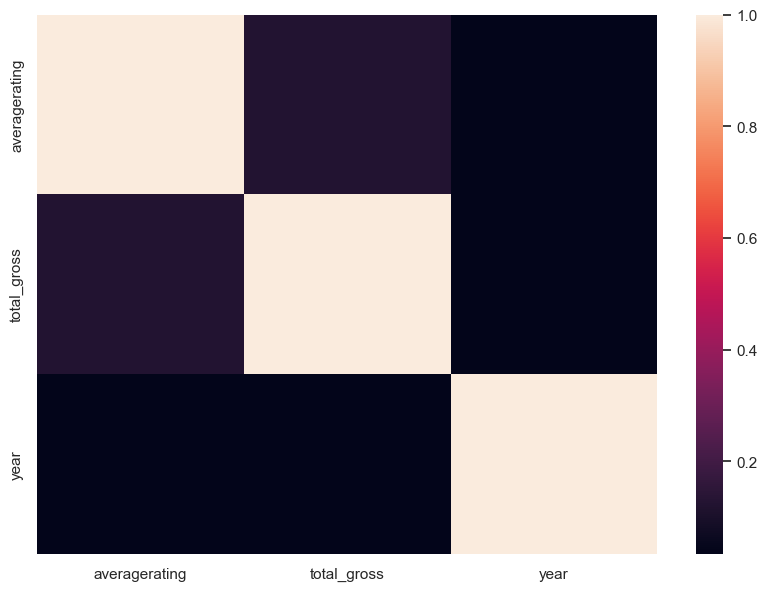 averagerating
total_gross
year
averagerating
total_gross
year
1.0
0.8
0.6
0.4
0.2